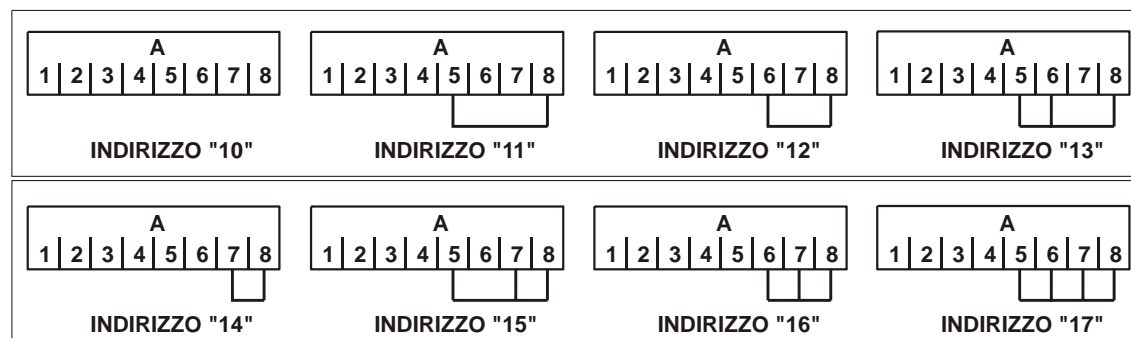 A A A A
1 2 3 4 5 6 7 8 1 2 3 4 5 6 7 8 1 2 3 4 5 6 7 8 1 2 3 4 5 6 7 8
INDIRIZZO "10" INDIRIZZO "11" INDIRIZZO "12" INDIRIZZO "13"
A A A A
1 2 3 4 5 6 7 8 1 2 3 4 5 6 7 8 1 2 3 4 5 6 7 8 1 2 3 4 5 6 7 8
INDIRIZZO "14" INDIRIZZO "15" INDIRIZZO "16" INDIRIZZO "17"